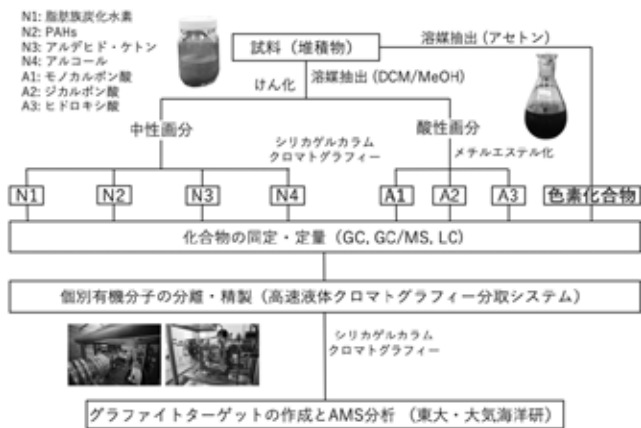 N1: 脂肪族炭化水素
N2: PAHs
N3: アルデヒド・ケトン
N4: アルコール
A1: モノカルボン酸
A2: ジカルボン酸
A3: ヒドロキシ酸
試料（堆積物）
溶媒抽出（アセトン）
けん化
溶媒抽出（DCM/MeOH）
中性画分
酸性画分
シリカゲルカラム
クロマトグラフィー
メチルエステル化
N1 N2 N3 N4 A1 A2 A3 色素化合物
化合物の同定・定量（GC, GC/MS, LC）
個別有機分子の分離・精製（高速液体クロマトグラフィー分取システム）
シリカゲルカラム
クロマトグラフィー
グラファイトターゲットの作成とAMS分析 （東大・大気海洋研）